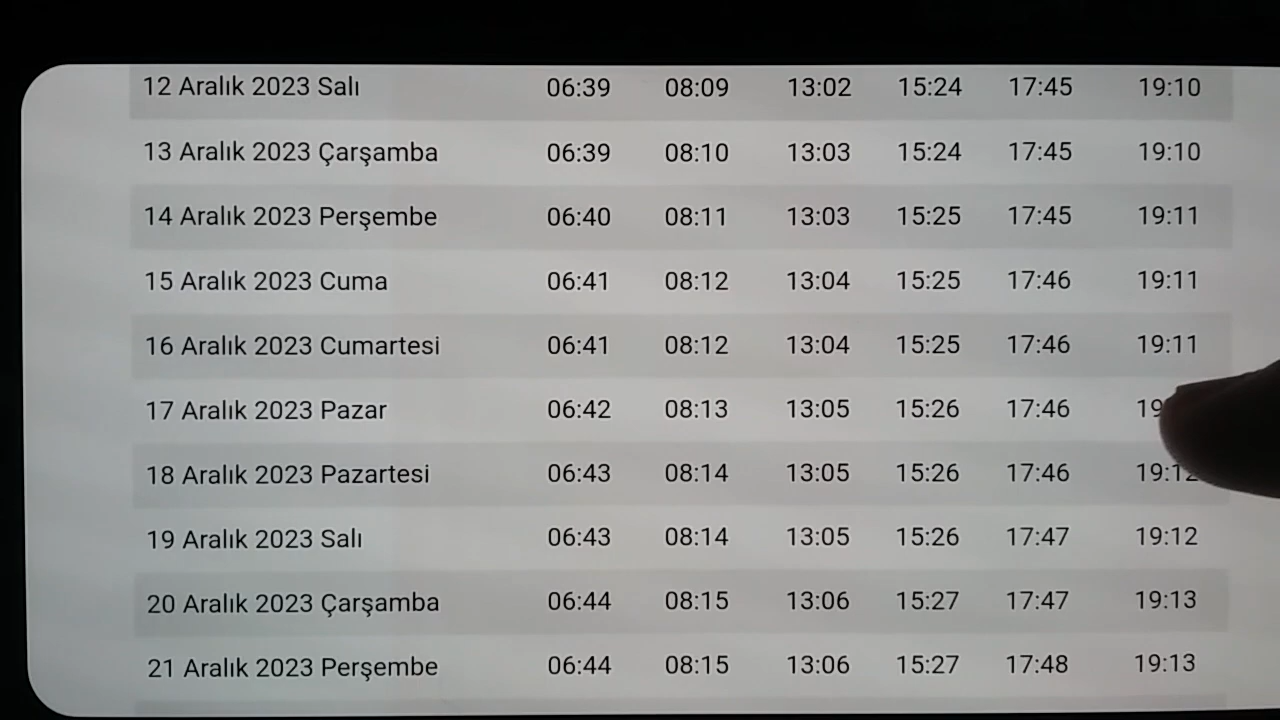 12 Aralık 2023 Salı 06:39 08:09 13:02 15:24 17:45 19:10
13 Aralık 2023 Çarşamba 06:39 08:10 13:03 15:24 17:45 19:10
14 Aralık 2023 Perşembe 06:40 08:11 13:03 15:25 17:45 19:11
15 Aralık 2023 Cuma 06:41 08:12 13:04 15:25 17:46 19:11
16 Aralık 2023 Cumartesi 06:41 08:12 13:04 15:25 17:46 19:11
17 Aralık 2023 Pazar 06:42 08:13 13:05 15:26 17:46
18 Aralık 2023 Pazartesi 06:43 08:14 13:05 15:26 17:46 19:12
19 Aralık 2023 Salı 06:43 08:14 13:05 15:26 17:47 19:12
20 Aralık 2023 Çarşamba 06:44 08:15 13:06 15:27 17:47 19:13
21 Aralık 2023 Perşembe 06:44 08:15 13:06 15:27 17:48 19:13